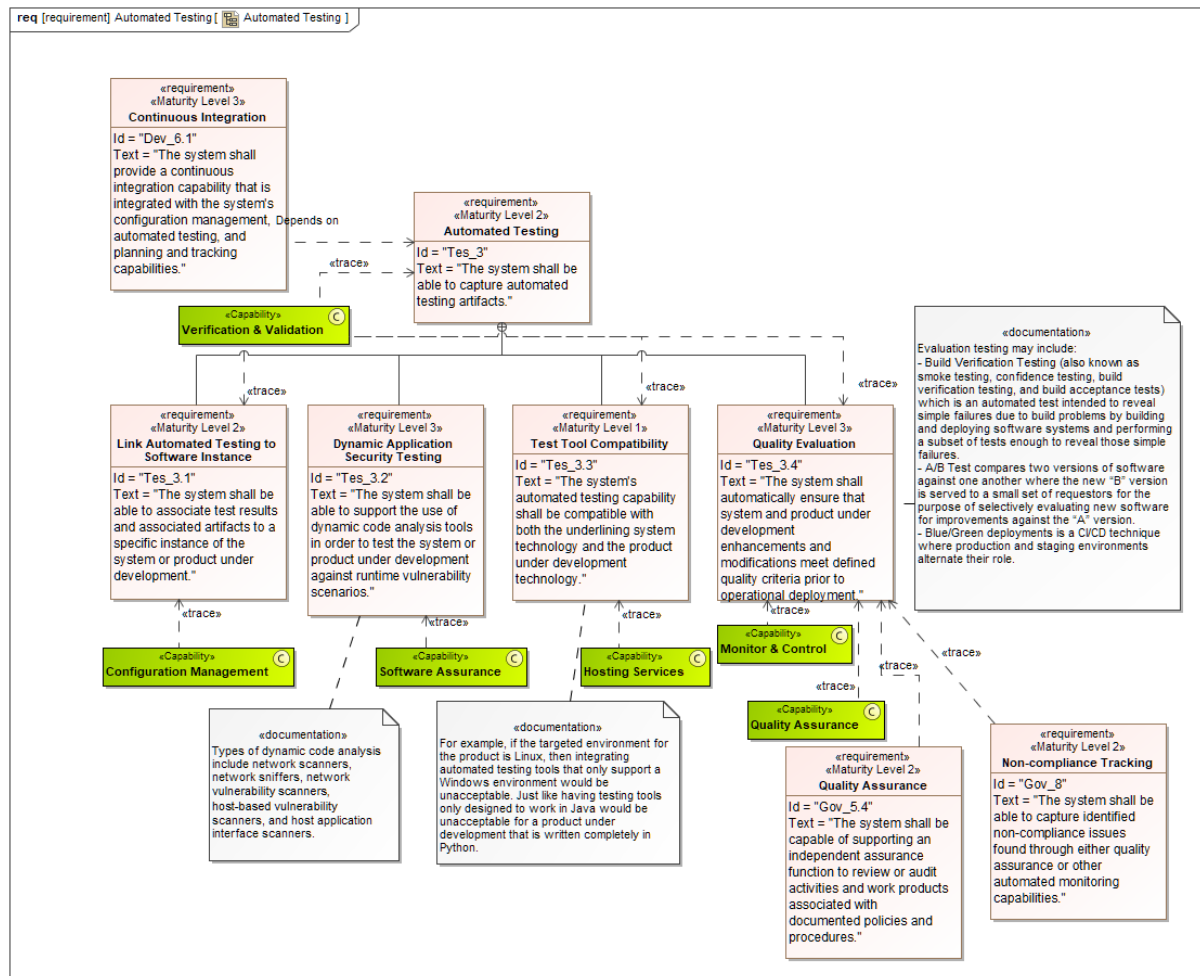 req [requirement] Automated Testing [ Automated Testing ]
«requirement»
«Maturity Level 3»
Continuous Integration
Id = "Dev_6.1"
Text = "The system shall
provide a continuous
integration capability that is
integrated with the system's
configuration management,
automated testing, and
planning and tracking
capabilities."
Depends on
«requirement»
«Maturity Level 2»
Automated Testing
Id = "Tes_3"
Text = "The system shall be
able to capture automated
testing artifacts."
«trace»
«Capability»
Verification & Validation
C
«trace»
«trace»
«trace»
«requirement»
«Maturity Level 2»
Link Automated Testing to
Software Instance
Id = "Tes_3.1"
Text = "The system shall be
able to associate test results
and associated artifacts to a
specific instance of the
system or product under
development."
«requirement»
«Maturity Level 3»
Dynamic Application
Security Testing
Id = "Tes_3.2"
Text = "The system shall be
able to support the use of
dynamic code analysis tools
in order to test the system or
product under development
against runtime vulnerability
scenarios."
«requirement»
«Maturity Level 1»
Test Tool Compatibility
Id = "Tes_3.3"
Text = "The system's
automated testing capability
shall be compatible with
both the underlining system
technology and the product
under development
technology."
«requirement»
«Maturity Level 3»
Quality Evaluation
Id = "Tes_3.4"
Text = "The system shall
automatically ensure that
system and product under
development
enhancements and
modifications meet defined
quality criteria prior to
operational deployment."
«documentation»
Evaluation testing may include:
- Build Verification Testing (also known as
smoke testing, confidence testing, build
verification testing, and build acceptance tests)
which is an automated test intended to reveal
simple failures due to build problems by building
and deploying software systems and performing
a subset of tests enough to reveal those simple
failures.
- A/B Test compares two versions of software
against one another where the new “B” version
is served to a small set of requestors for the
purpose of selectively evaluating new software
for improvements against the “A” version.
- Blue/Green deployments is a CI/CD technique
where production and staging environments
alternate their role.
«trace»
«Capability»
Configuration Management
C
«trace»
«Capability»
Software Assurance
C
«trace»
«Capability»
Hosting Services
C
«trace»
«Capability»
Monitor & Control
C
«trace»
«trace»
«trace»
«Capability»
Quality Assurance
C
«documentation»
Types of dynamic code analysis
include network scanners,
network sniffers, network
vulnerability scanners,
host-based vulnerability
scanners, and host application
interface scanners.
«documentation»
For example, if the targeted environment for
the product is Linux, then integrating
automated testing tools that only support a
Windows environment would be
unacceptable. Just like having testing tools
only designed to work in Java would be
unacceptable for a product under
development that is written completely in
Python.
«requirement»
«Maturity Level 2»
Quality Assurance
Id = "Gov_5.4"
Text = "The system shall be
capable of supporting an
independent assurance
function to review or audit
activities and work products
associated with
documented policies and
procedures."
«requirement»
«Maturity Level 2»
Non-compliance Tracking
Id = "Gov_8"
Text = "The system shall be
able to capture identified
non-compliance issues
found through either quality
assurance or other
automated monitoring
capabilities."